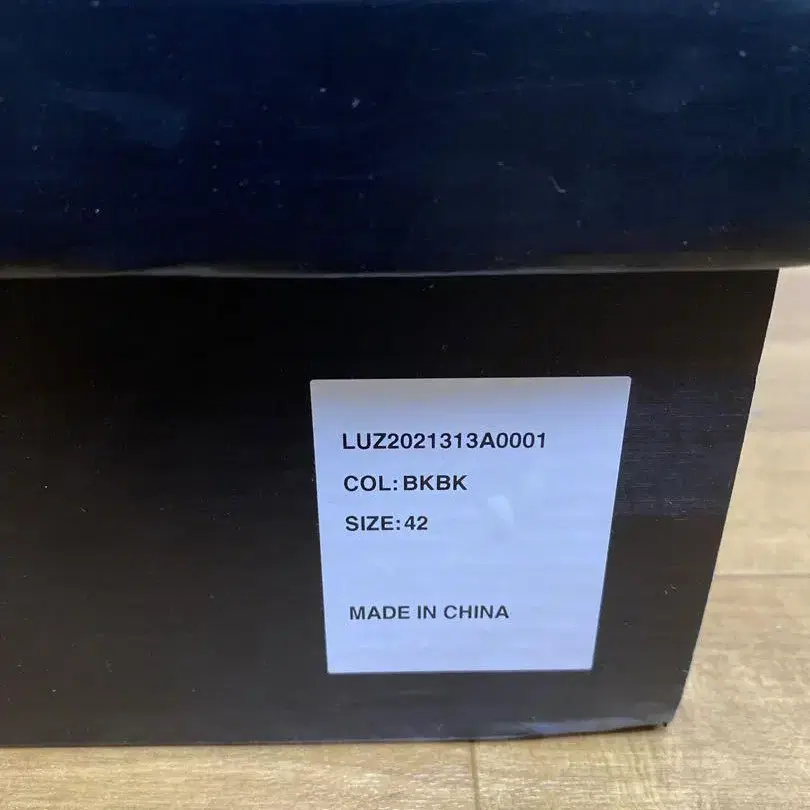 LUZ2021313A0001
COL:BKBK
SIZE:42
MADE IN CHINA